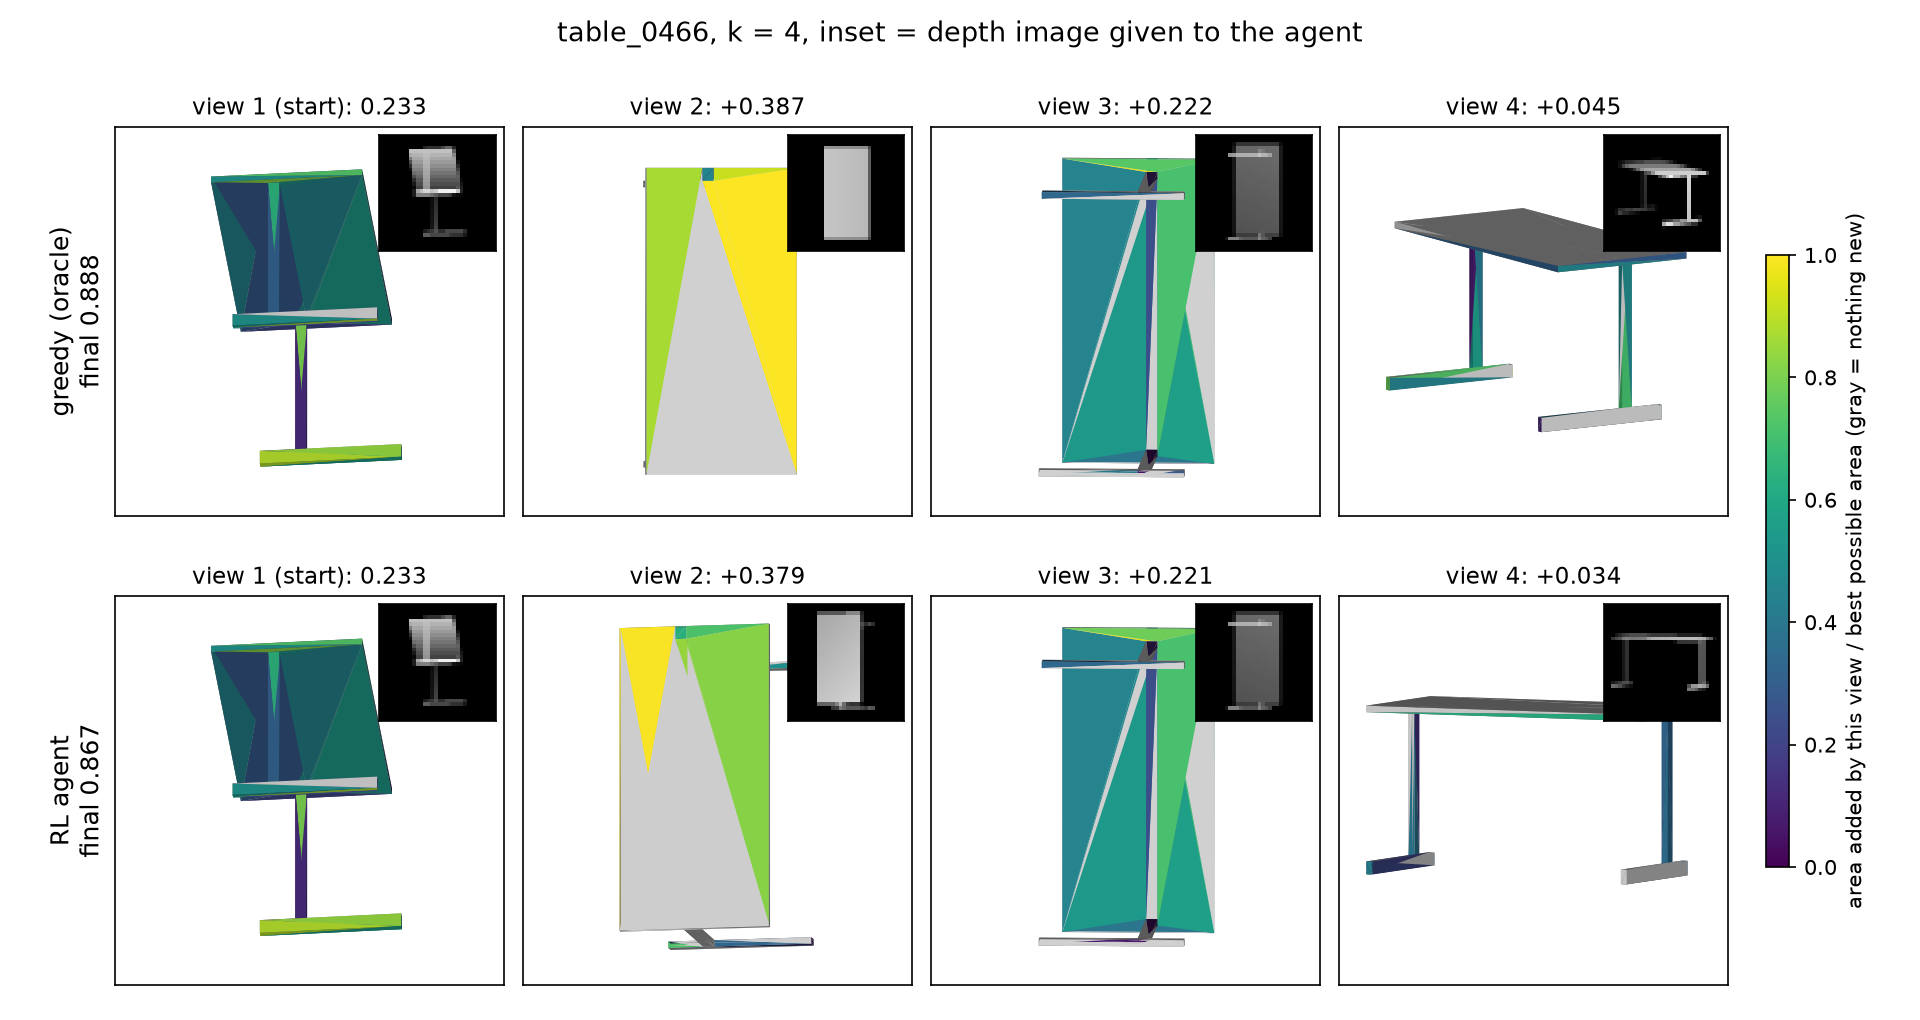 table_0466, k = 4, inset = depth image given to the agent
view 1 (start): 0.233
view 2: +0.387
view 3: +0.222
view 4: +0.045
greedy (oracle)
final 0.888
view 1 (start): 0.233
view 2: +0.379
view 3: +0.221
view 4: +0.034
RL agent
final 0.867
1.0
0.8
0.6
0.4
0.2
0.0
area added by this view / best possible area (gray = nothing new)